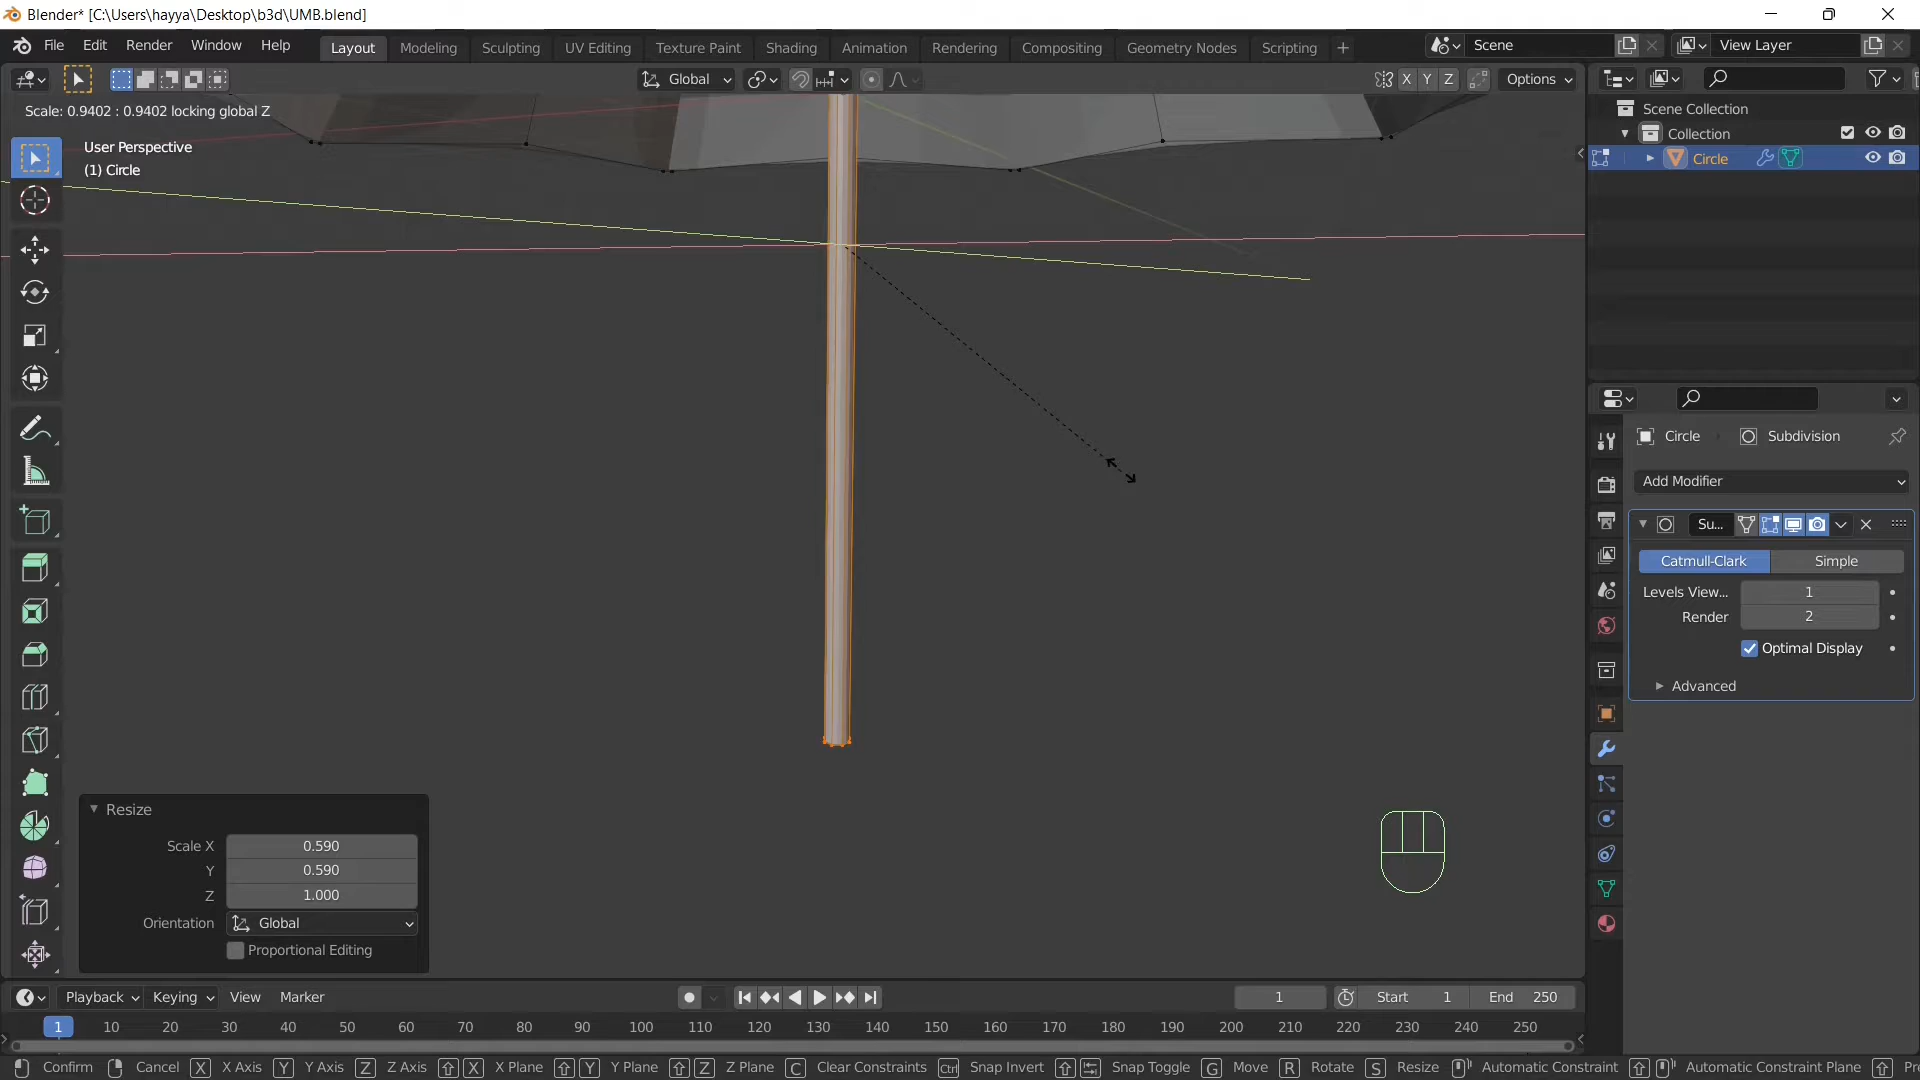 Blender* [C:\Users\hayya\Desktop\b3d\UMB.blend]
File Edit Render Window Help Layout Modeling Sculpting UV Editing Texture Paint Shading Animation Rendering Compositing Geometry Nodes Scripting + Scene View Layer
Global X Y Z Options
Scale: 0.9402 : 0.9402 locking global Z
User Perspective
(1) Circle
Scene Collection
Collection
Circle
Circle Subdivision
Add Modifier
Su...
Catmull-Clark Simple
Levels View... 1
Render 2
Optimal Display
Advanced
Resize
Scale X 0.590
Y 0.590
Z 1.000
Orientation Global
Proportional Editing
Playback Keying View Marker 1 Start 1 End 250
1 10 20 30 40 50 60 70 80 90 100 110 120 130 140 150 160 170 180 190 200 210 220 230 240 250
Confirm Cancel X X Axis Y Y Axis Z Z Axis X X Plane Y Y Plane Z Z Plane C Clear Constraints Ctrl Snap Invert Snap Toggle G Move R Rotate S Resize Automatic Constraint Automatic Constraint Plane